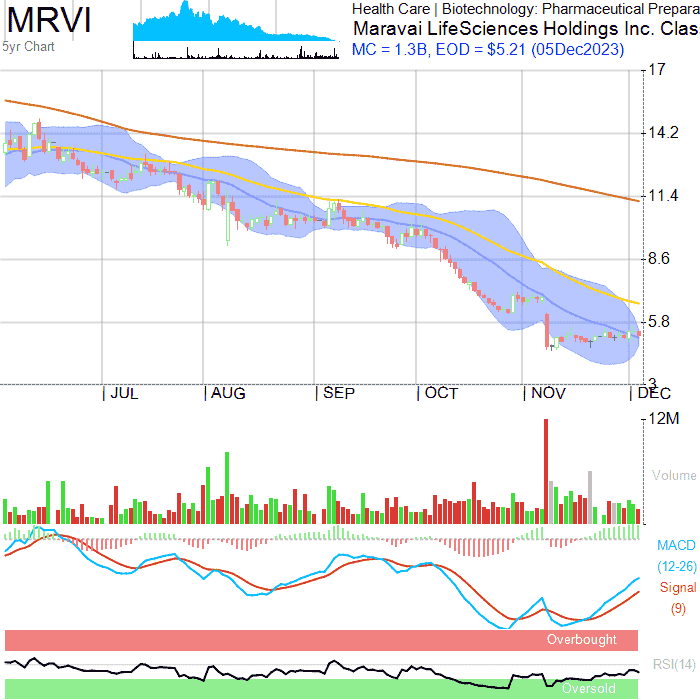 MRVI
5yr Chart
Health Care | Biotechnology: Pharmaceutical Prepara
Maravai LifeSciences Holdings Inc. Clas
MC = 1.3B, EOD = $5.21 (05Dec2023)
17
14.2
11.4
8.6
5.8
3
JUL AUG SEP OCT NOV DEC
12M
Volume
MACD
(12-26)
Signal
(9)
Overbought
RSI(14)
Oversold